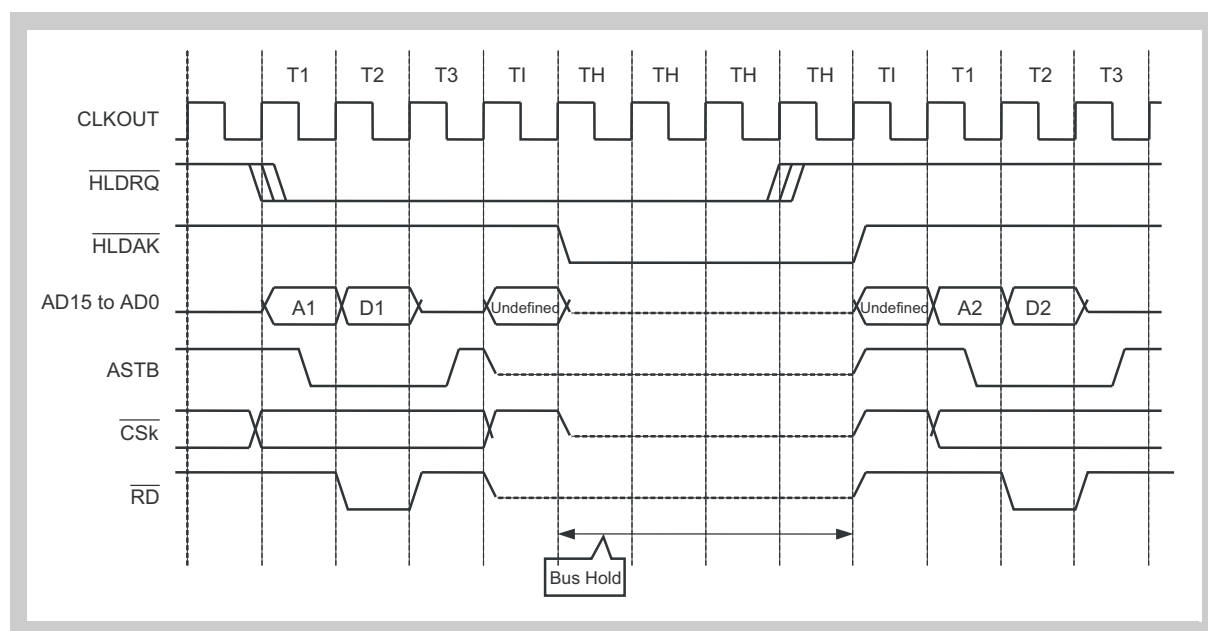 T1 T2 T3 TI TH TH TH TH TI T1 T2 T3
CLKOUT
HLDRQ
HLDAK
AD15 to AD0 A1 D1 Undefined Undefined A2 D2
ASTB
CSk
RD
Bus Hold